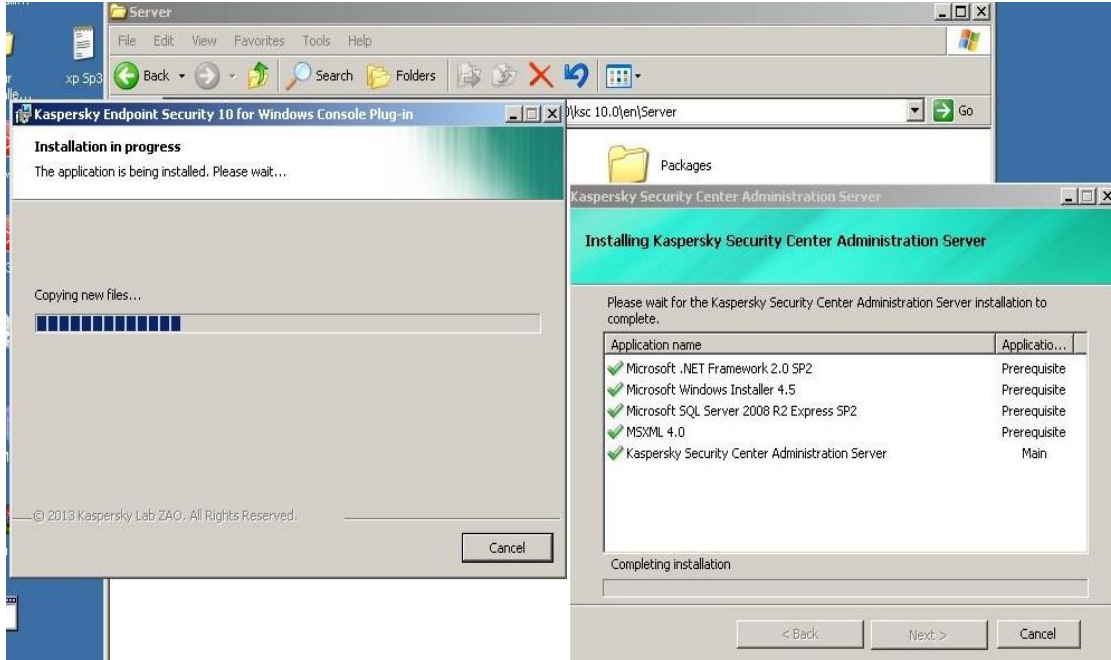 Server
File Edit View Favorites Tools Help
xp Sp3
Back Search Folders
)\ksc 10.0\en\Server
Go
Packages
Kaspersky Endpoint Security 10 for Windows Console Plug-in
Installation in progress
The application is being installed. Please wait...
Copying new files...
© 2013 Kaspersky Lab ZAO. All Rights Reserved.
Cancel
Kaspersky Security Center Administration Server
Installing Kaspersky Security Center Administration Server
Please wait for the Kaspersky Security Center Administration Server installation to
complete.
Application name Applicatio...
Microsoft .NET Framework 2.0 SP2 Prerequisite
Microsoft Windows Installer 4.5 Prerequisite
Microsoft SQL Server 2008 R2 Express SP2 Prerequisite
MSXML 4.0 Prerequisite
Kaspersky Security Center Administration Server Main
Completing installation
< Back Next > Cancel